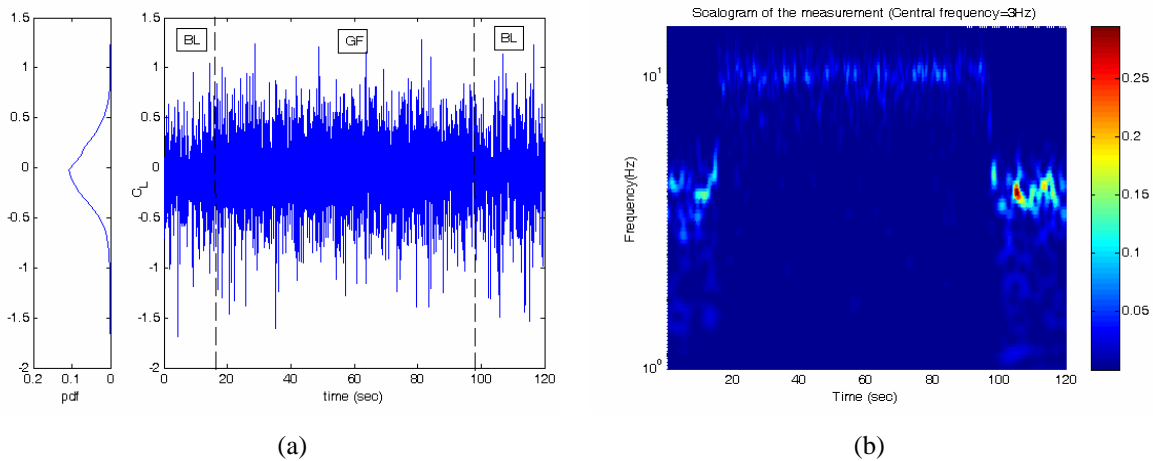 1.5
1
0.5
0
-0.5
-1
-1.5
-2
0.2 0.1 0
pdf
1.5
1
0.5
0
-0.5
-1
-1.5
-2
C_L
BL
GF
BL
0 20 40 60 80 100 120
time (sec)
(a)
Scalogram of the measurement (Central frequency=3Hz)
Frequency(Hz)
10^1
10^0
20 40 60 80 100 120
Time (sec)
0.25
0.2
0.15
0.1
0.05
(b)